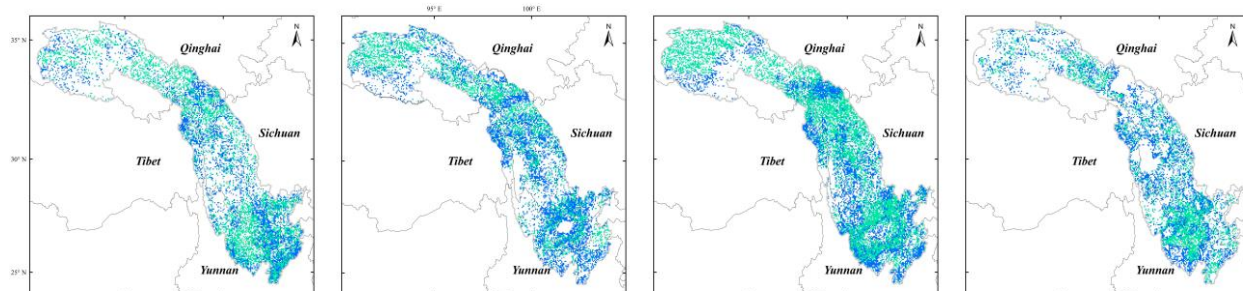 95° E 100° E
N N N N
35° N
Qinghai Qinghai Qinghai Qinghai
Sichuan Sichuan Sichuan Sichuan
30° N
Tibet Tibet Tibet Tibet
25° N
Yunnan Yunnan Yunnan Yunnan